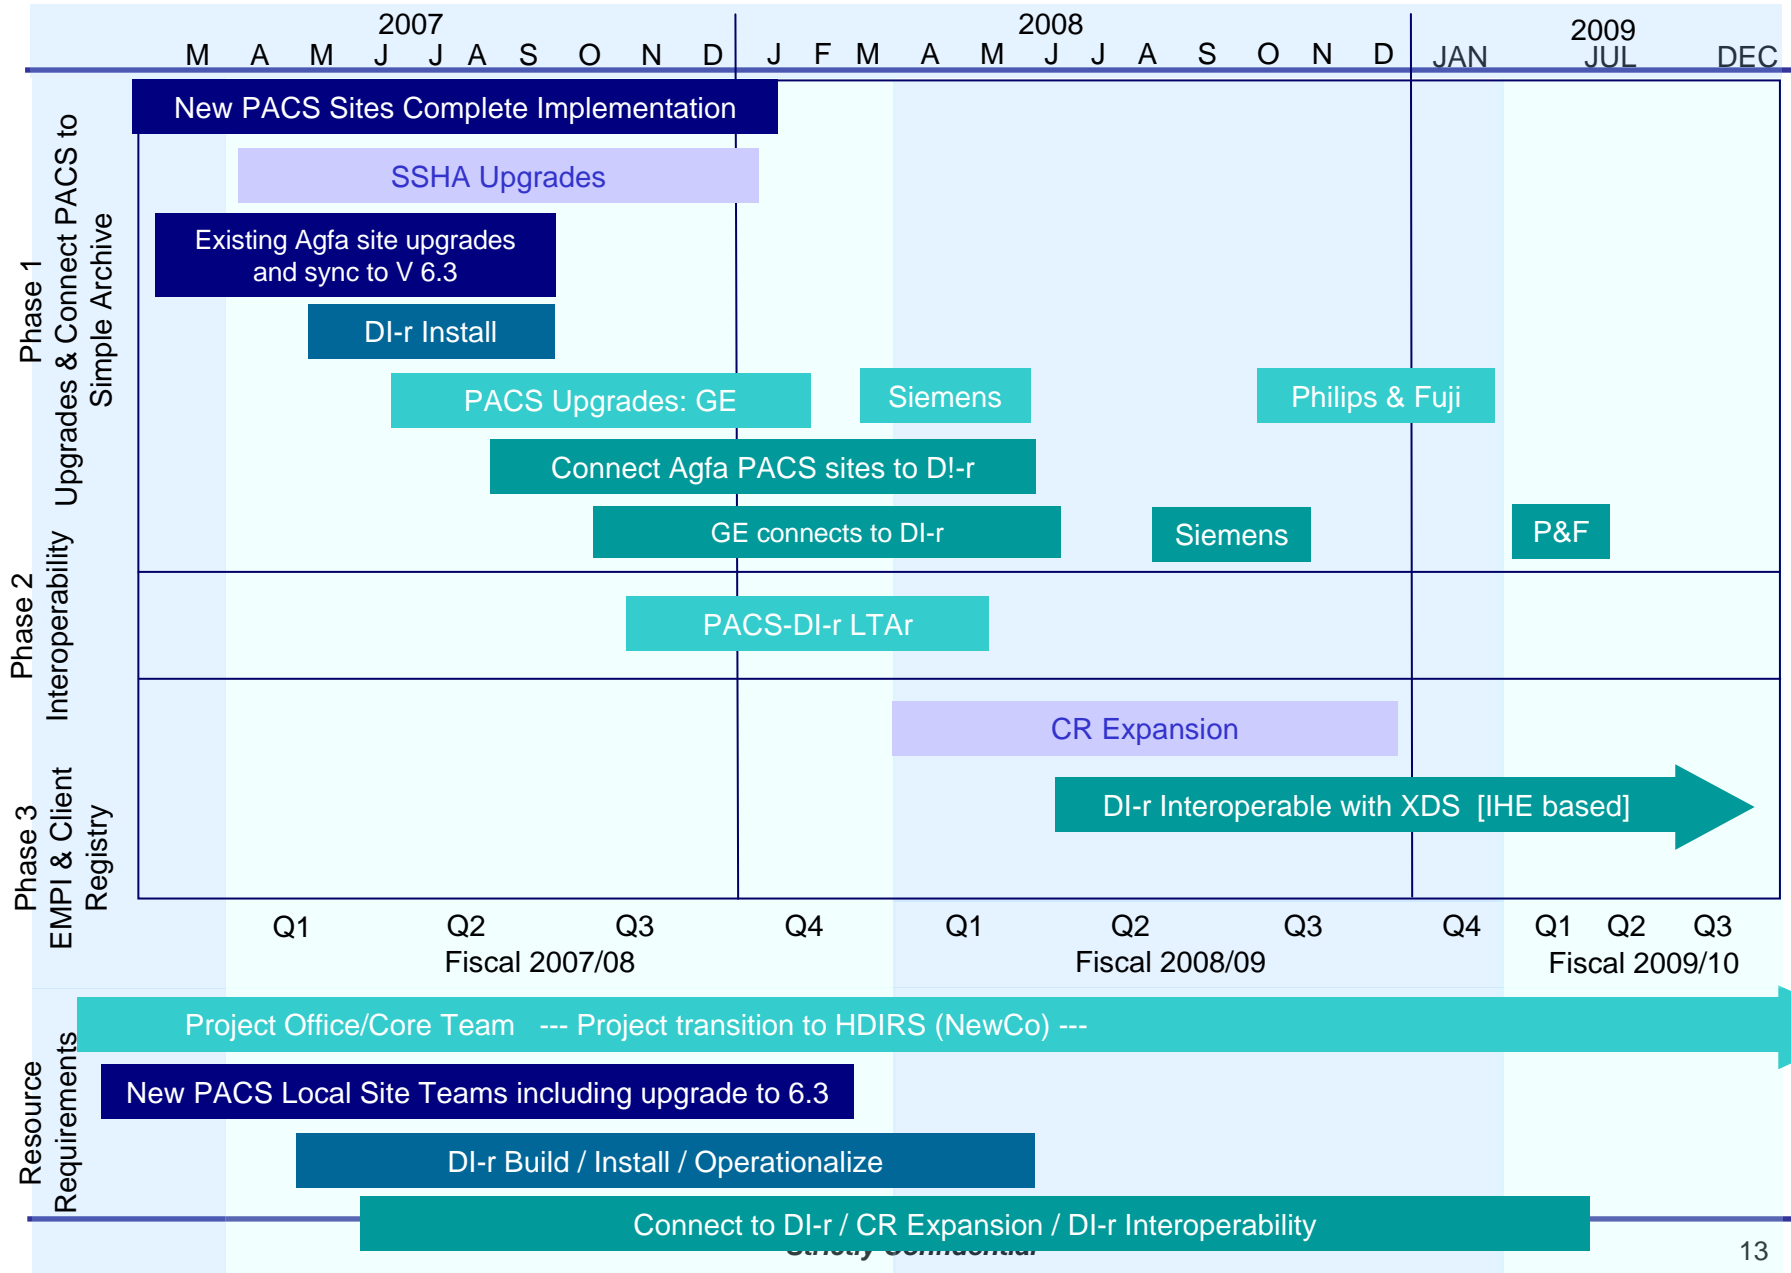 2007 2008 2009
M A M J J A S O N D J F M A M J J A S O N D JAN JUL DEC
Phase 1
Upgrades & Connect PACS to
Simple Archive
New PACS Sites Complete Implementation
SSHA Upgrades
Existing Agfa site upgrades
and sync to V 6.3
DI-r Install
PACS Upgrades: GE Siemens Philips & Fuji
Connect Agfa PACS sites to D!-r
GE connects to DI-r Siemens P&F
Phase 2
Interoperability
PACS-DI-r LTAr
Phase 3
EMPI & Client
Registry
CR Expansion
DI-r Interoperable with XDS [IHE based]
Q1 Q2 Q3 Q4 Q1 Q2 Q3 Q4 Q1 Q2 Q3
Fiscal 2007/08 Fiscal 2008/09 Fiscal 2009/10
Resource
Requirements
Project Office/Core Team --- Project transition to HDIRS (NewCo) ---
New PACS Local Site Teams including upgrade to 6.3
DI-r Build / Install / Operationalize
Connect to DI-r / CR Expansion / DI-r Interoperability
Strictly Confidential
13